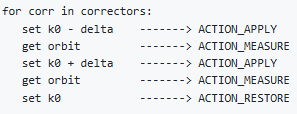 for corr in correctors:
    set k0 - delta    -------> ACTION_APPLY
    get orbit         -------> ACTION_MEASURE
    set k0 + delta    -------> ACTION_APPLY
    get orbit         -------> ACTION_MEASURE
    set k0            -------> ACTION_RESTORE